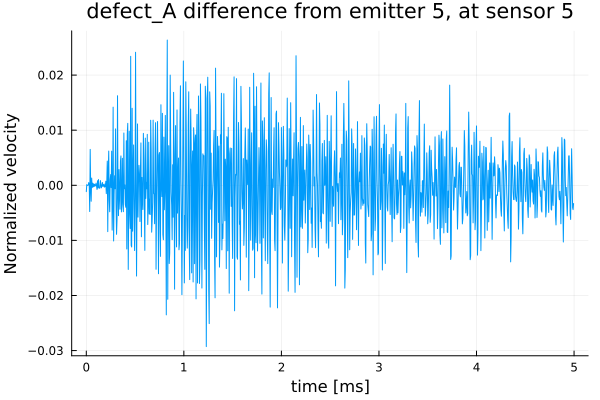 defect_A difference from emitter 5, at sensor 5
Normalized velocity
0.02
0.01
0.00
−0.01
−0.02
−0.03
0 1 2 3 4 5
time [ms]